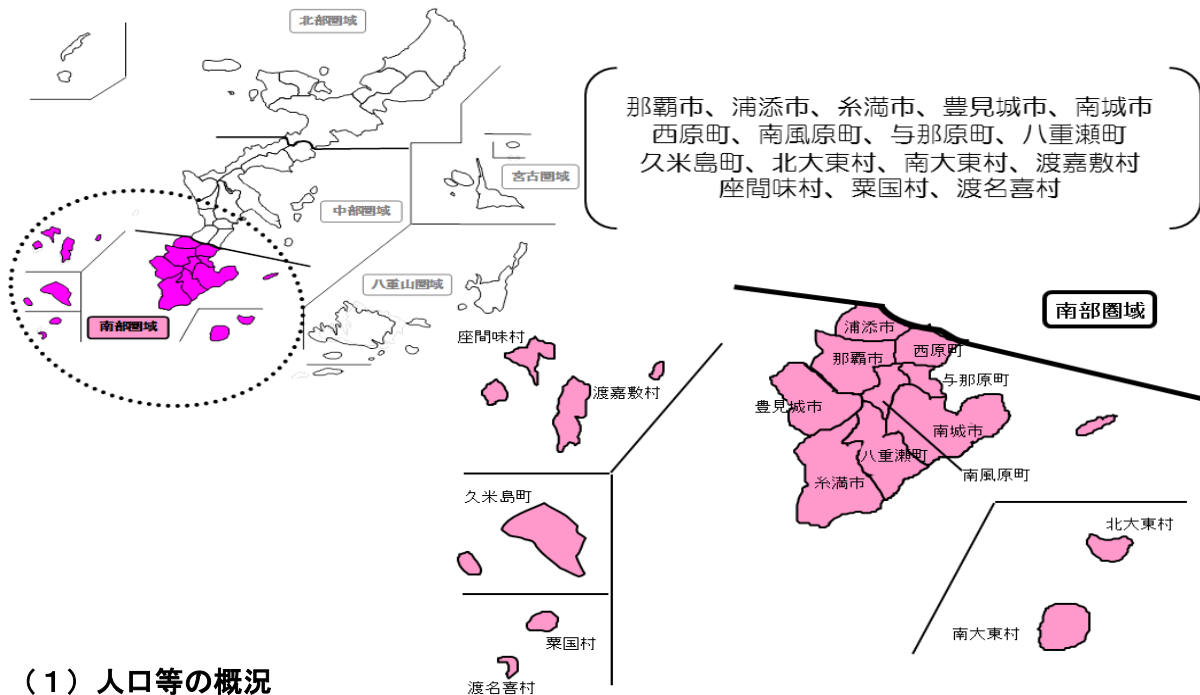 北部圏域
那覇市、浦添市、糸満市、豊見城市、南城市
西原町、南風原町、与那原町、八重瀬町
久米島町、北大東村、南大東村、渡嘉敷村
座間味村、粟国村、渡名喜村
宮古圏域
中部圏域
八重山圏域
南部圏域
南部圏域
座間味村
渡嘉敷村
久米島町
粟国村
渡名喜村
浦添市
西原町
那覇市
与那原町
豊見城市
南城市
八重瀬町
南風原町
糸満市
北大東村
南大東村
（１）人口等の概況